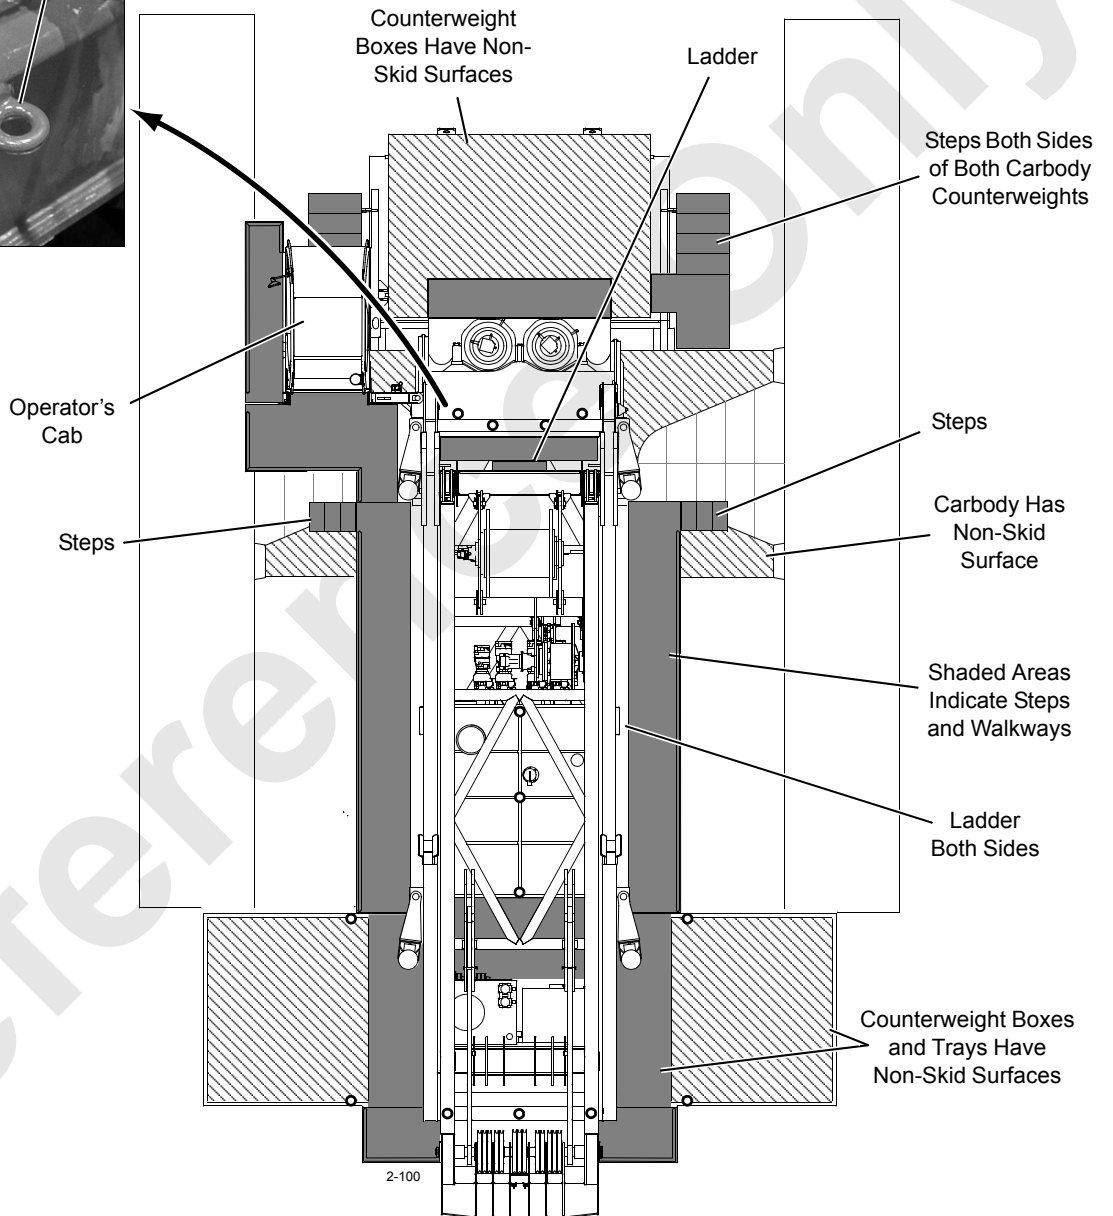 Counterweight
Boxes Have Non-
Skid Surfaces
Ladder
Steps Both Sides
of Both Carbody
Counterweights
Operator's
Cab
Steps
Steps
Carbody Has
Non-Skid
Surface
Shaded Areas
Indicate Steps
and Walkways
Ladder
Both Sides
Counterweight Boxes
and Trays Have
Non-Skid Surfaces
2-100
Reference Only